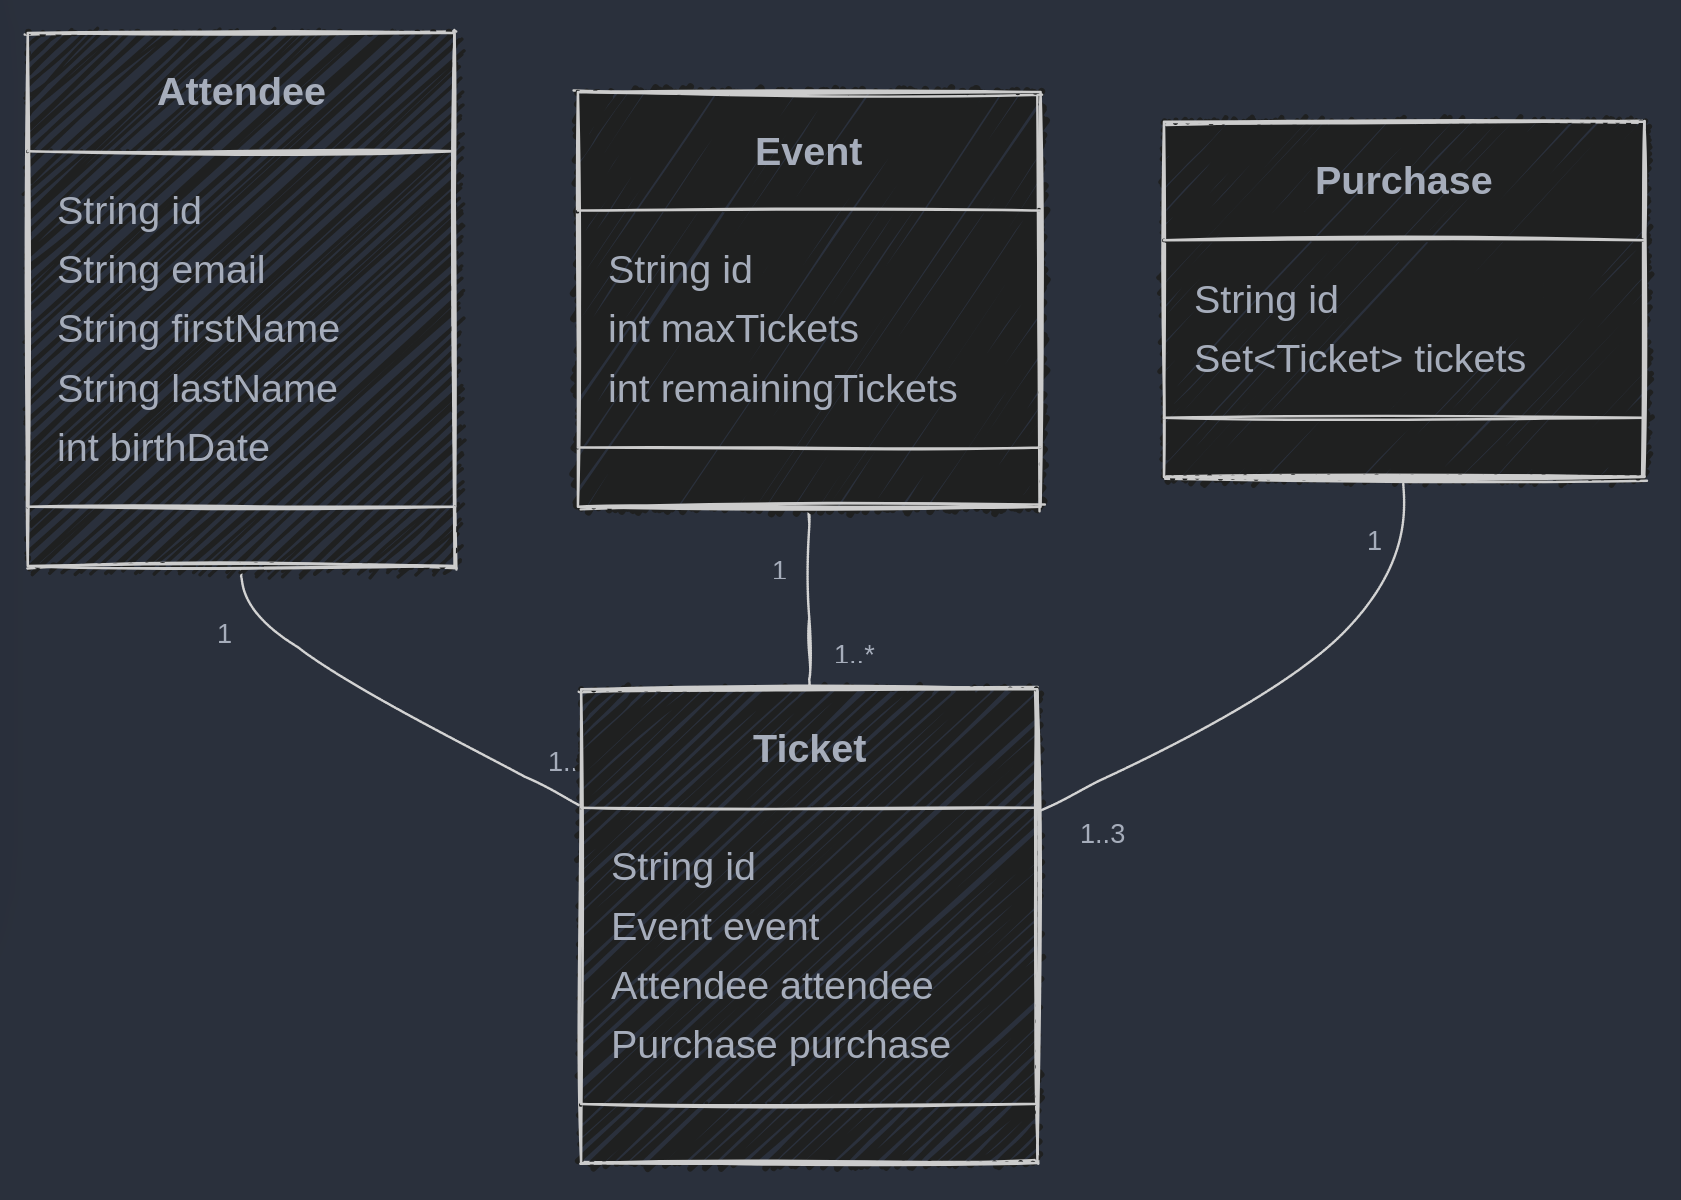 Attendee
String id
String email
String firstName
String lastName
int birthDate
Event
String id
int maxTickets
int remainingTickets
Purchase
String id
Set<Ticket> tickets
1
1
1
1..*
1..
1..3
Ticket
String id
Event event
Attendee attendee
Purchase purchase